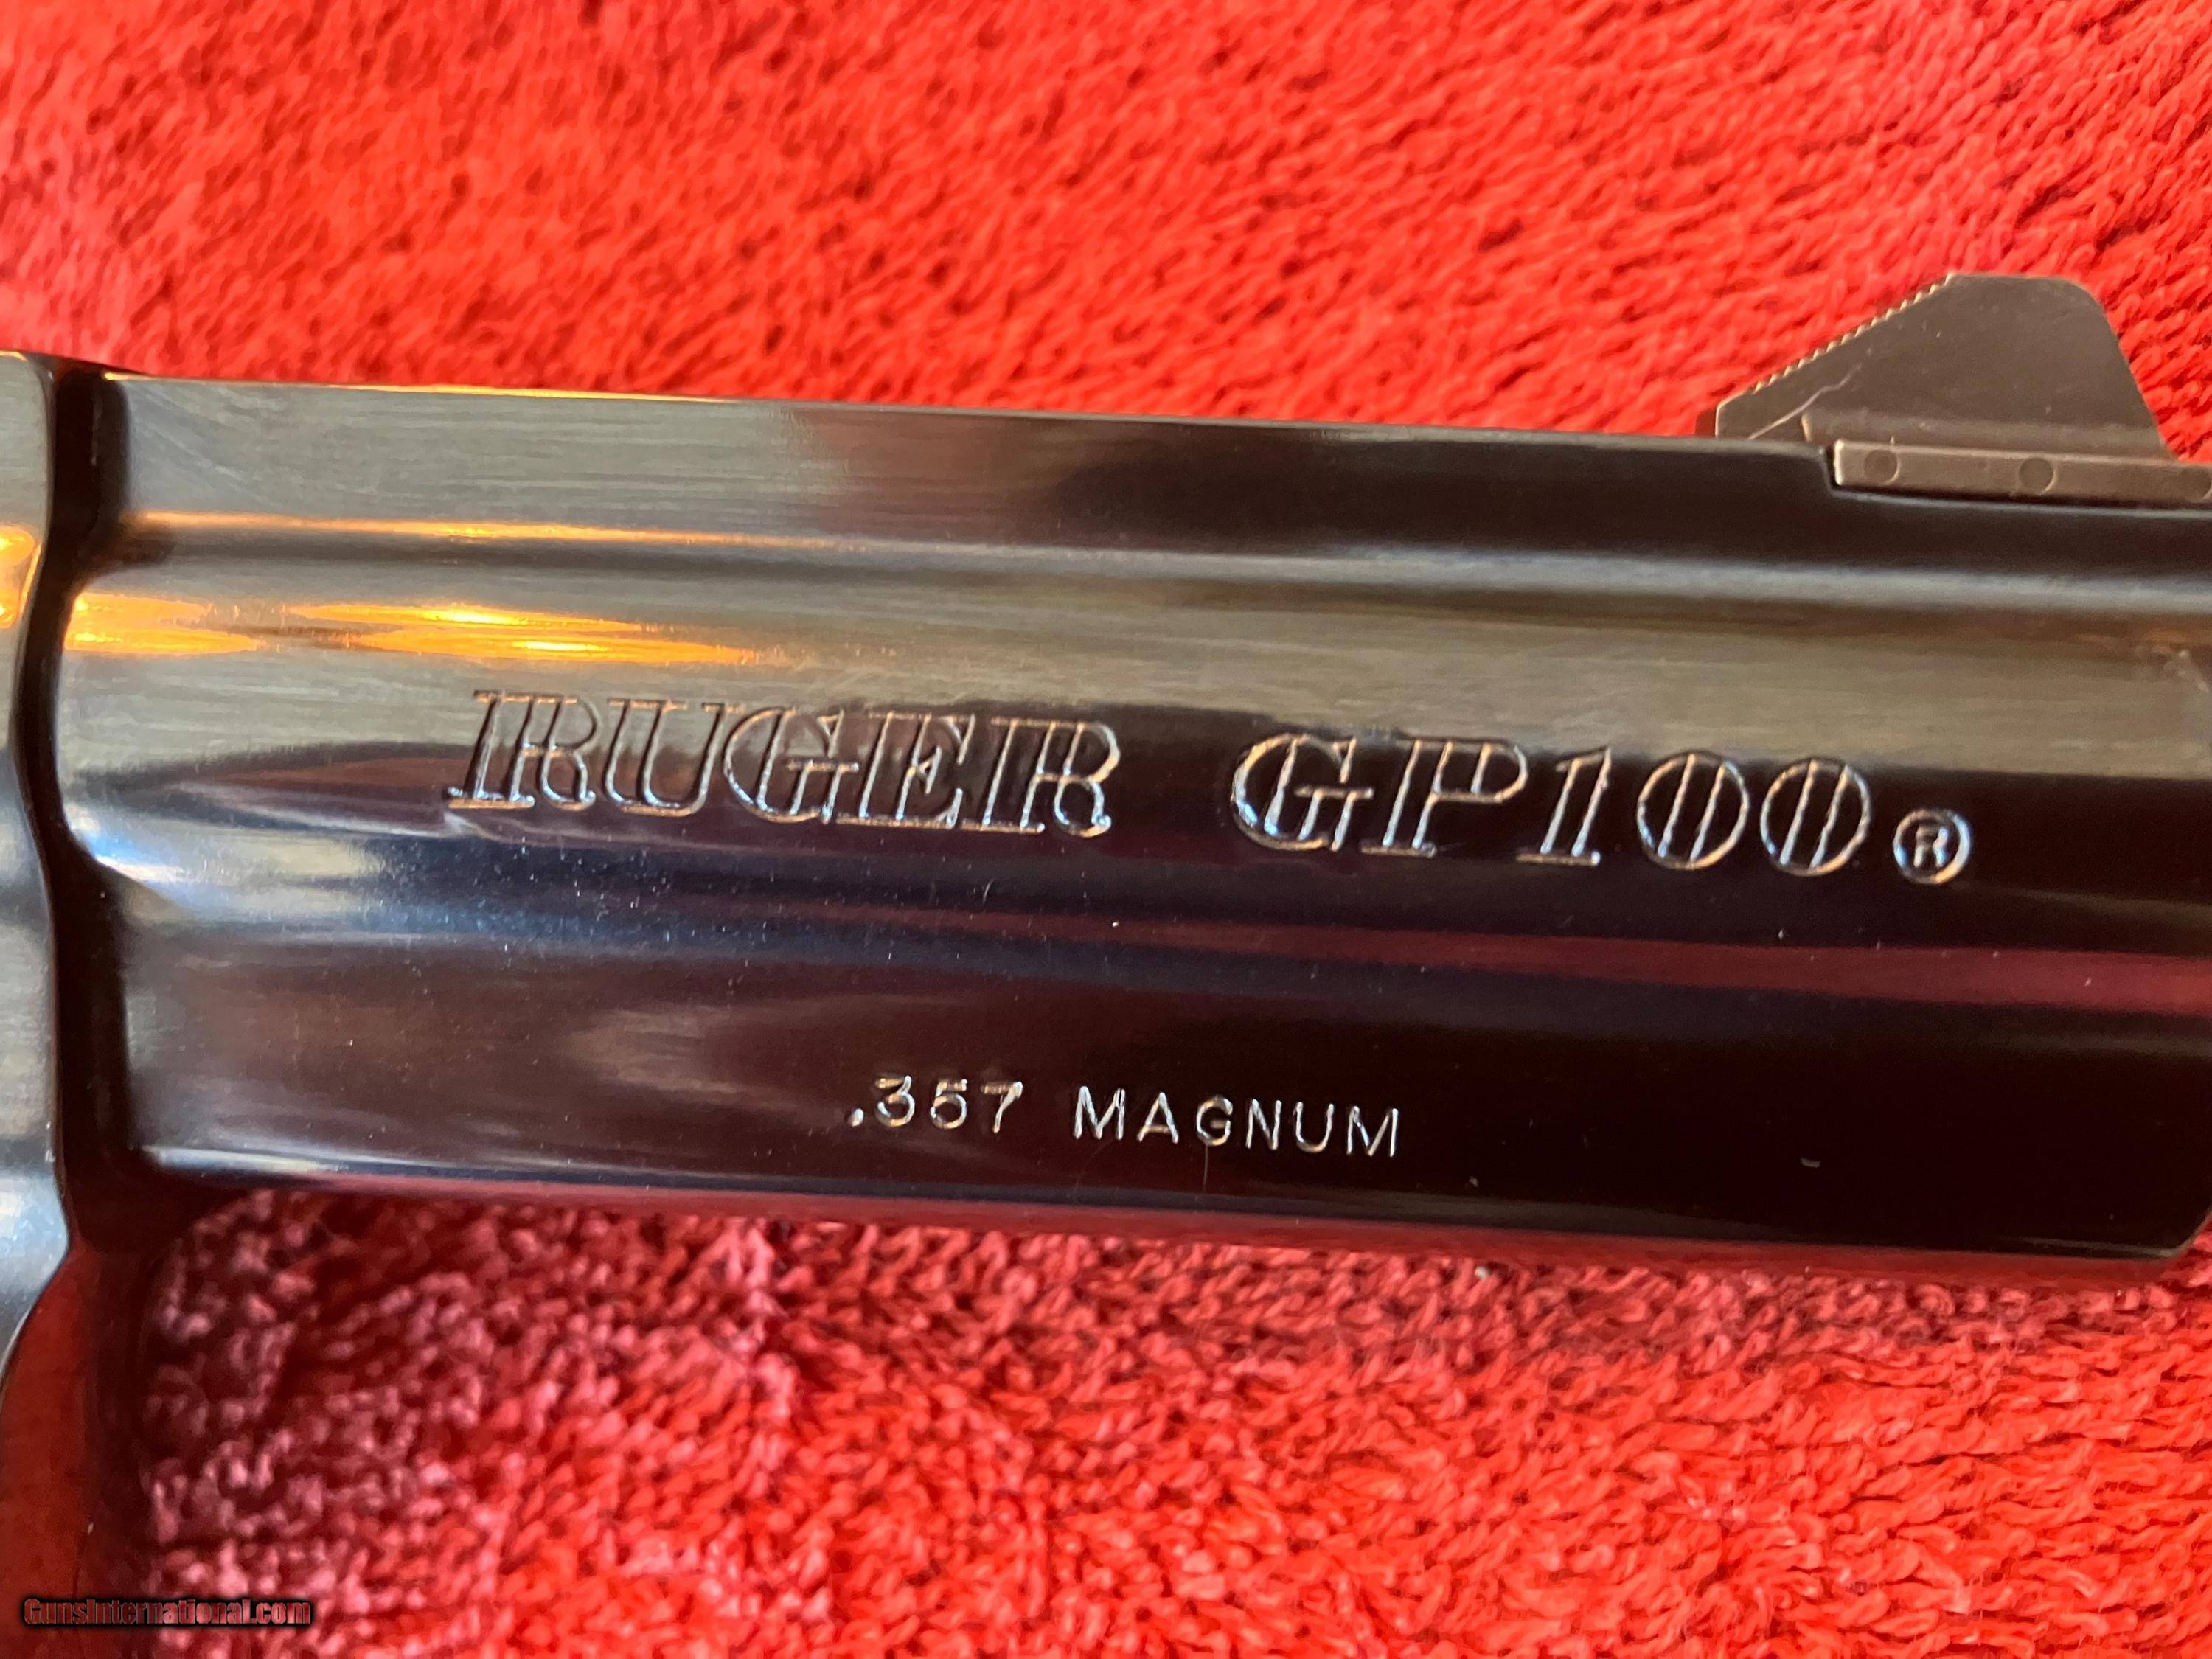 RUGER GP100®
.357 MAGNUM
GunsInternational.com